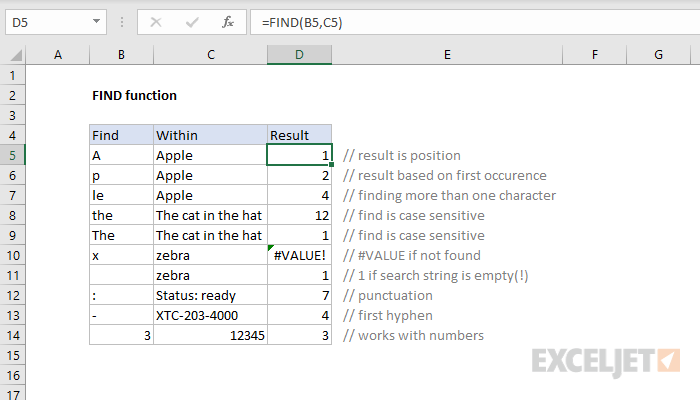 D5 fx =FIND(B5,C5)
A B C D E F G
1
2 FIND function
3
4 Find Within Result
5 A Apple 1 // result is position
6 p Apple 2 // result based on first occurence
7 le Apple 4 // finding more than one character
8 the The cat in the hat 12 // find is case sensitive
9 The The cat in the hat 1 // find is case sensitive
10 x zebra #VALUE! // #VALUE if not found
11 zebra 1 // 1 if search string is empty(!)
12 : Status: ready 7 // punctuation
13 - XTC-203-4000 4 // first hyphen
14 3 12345 3 // works with numbers
15
16
17
EXCELJET